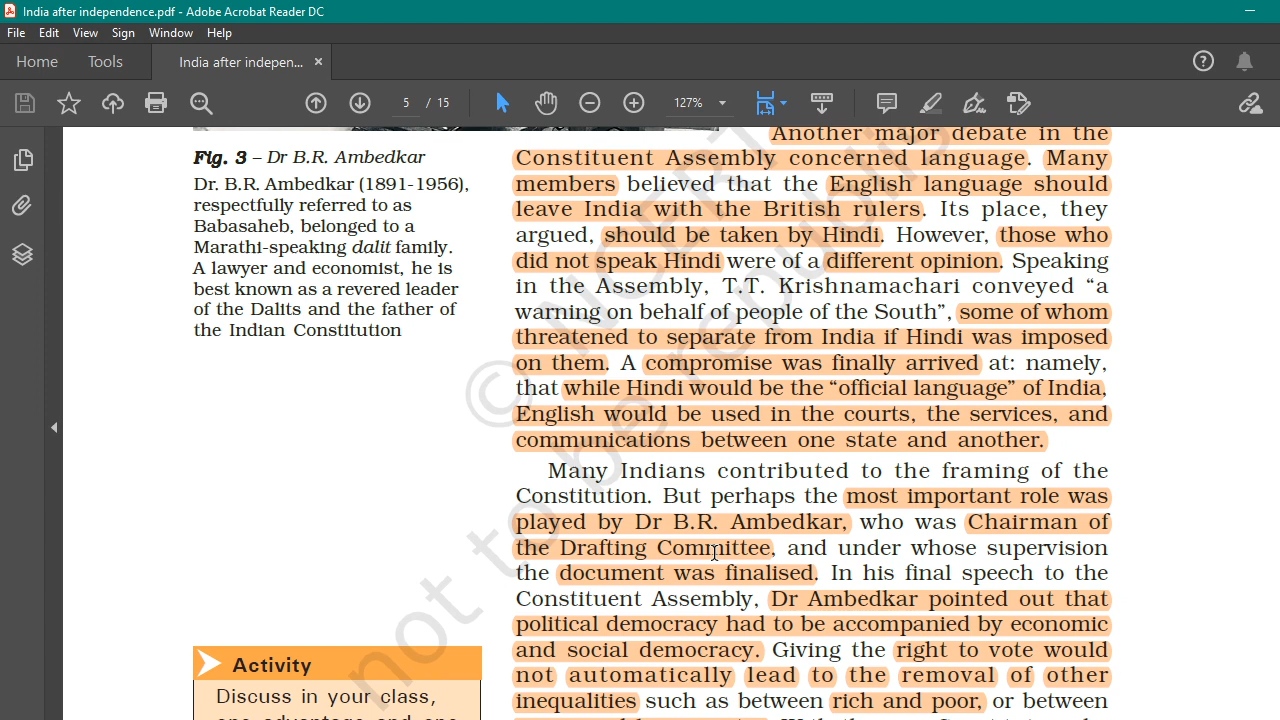 India after independence.pdf - Adobe Acrobat Reader DC
File Edit View Sign Window Help
Home Tools India after indepen... ×
5 / 15 127%
Fig. 3 – Dr B.R. Ambedkar
Dr. B.R. Ambedkar (1891-1956),
respectfully referred to as
Babasaheb, belonged to a
Marathi-speaking dalit family.
A lawyer and economist, he is
best known as a revered leader
of the Dalits and the father of
the Indian Constitution
Activity
Discuss in your class,
one advantage and one
Another major debate in the
Constituent Assembly concerned language. Many
members believed that the English language should
leave India with the British rulers. Its place, they
argued, should be taken by Hindi. However, those who
did not speak Hindi were of a different opinion. Speaking
in the Assembly, T.T. Krishnamachari conveyed “a
warning on behalf of people of the South”, some of whom
threatened to separate from India if Hindi was imposed
on them. A compromise was finally arrived at: namely,
that while Hindi would be the “official language” of India,
English would be used in the courts, the services, and
communications between one state and another.
Many Indians contributed to the framing of the
Constitution. But perhaps the most important role was
played by Dr B.R. Ambedkar, who was Chairman of
the Drafting Committee, and under whose supervision
the document was finalised. In his final speech to the
Constituent Assembly, Dr Ambedkar pointed out that
political democracy had to be accompanied by economic
and social democracy. Giving the right to vote would
not automatically lead to the removal of other
inequalities such as between rich and poor, or between
© NCERT
not to be republi